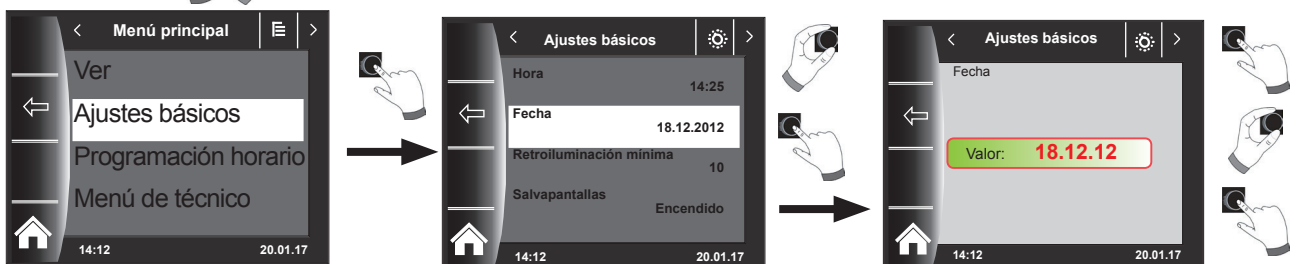 Menú principal
Ver
Ajustes básicos
Programación horario
Menú de técnico
14:12 20.01.17
Ajustes básicos
Hora
14:25
Fecha
18.12.2012
Retroiluminación mínima
10
Salvapantallas
Encendido
14:12 20.01.17
Ajustes básicos
Fecha
Valor: 18.12.12
14:12 20.01.17